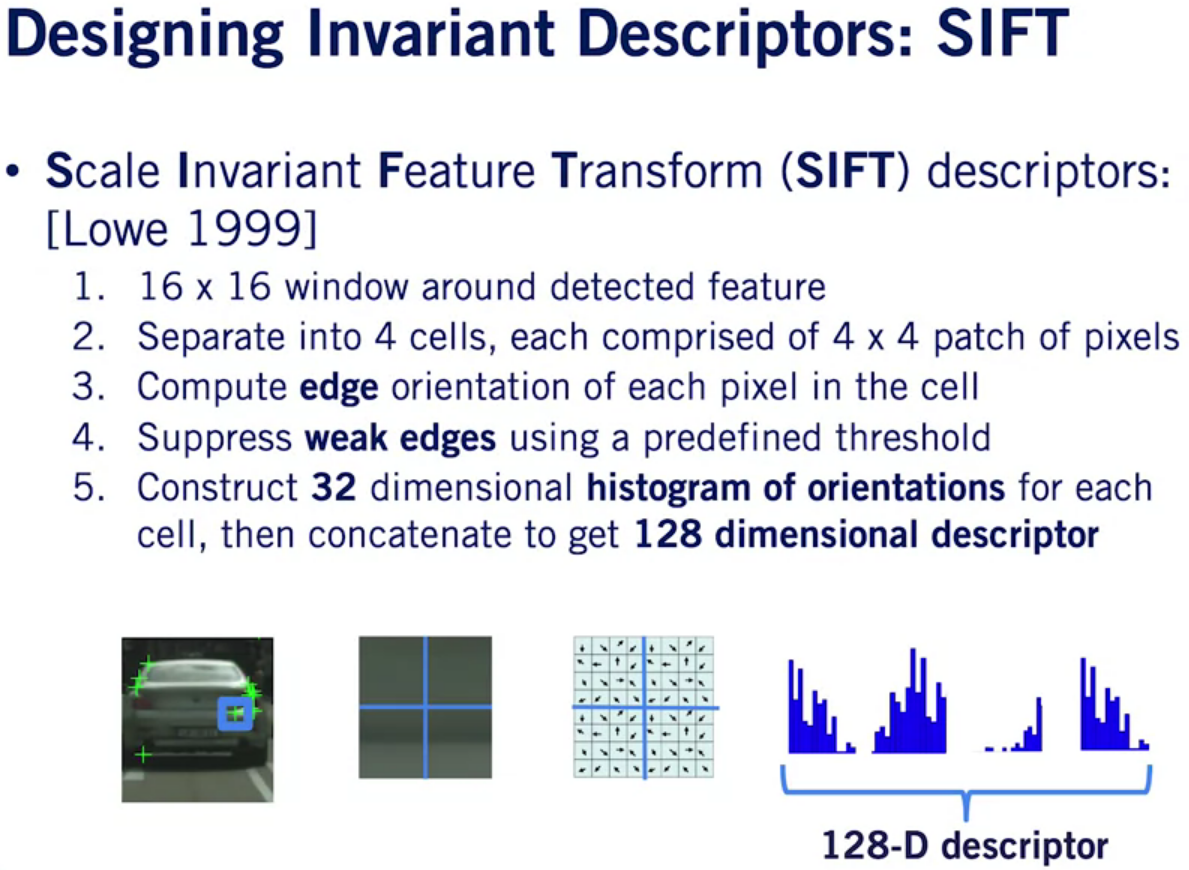 Designing Invariant Descriptors: SIFT
• Scale Invariant Feature Transform (SIFT) descriptors:
[Lowe 1999]
1. 16 x 16 window around detected feature
2. Separate into 4 cells, each comprised of 4 x 4 patch of pixels
3. Compute edge orientation of each pixel in the cell
4. Suppress weak edges using a predefined threshold
5. Construct 32 dimensional histogram of orientations for each
cell, then concatenate to get 128 dimensional descriptor
128-D descriptor